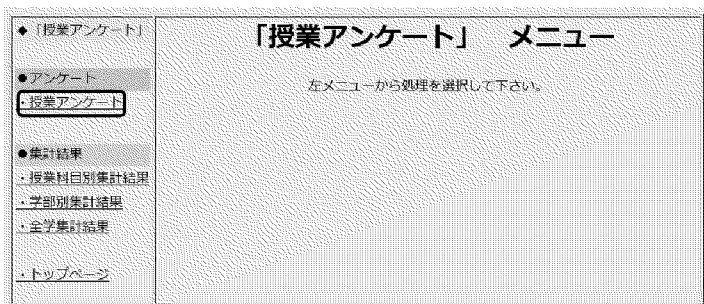 ◆「授業アンケート」
●アンケート
・授業アンケート
●集計結果
・授業科目別集計結果
・学部別集計結果
・全学集計結果
・トップページ
「授業アンケート」　メニュー
左メニューから処理を選択して下さい。